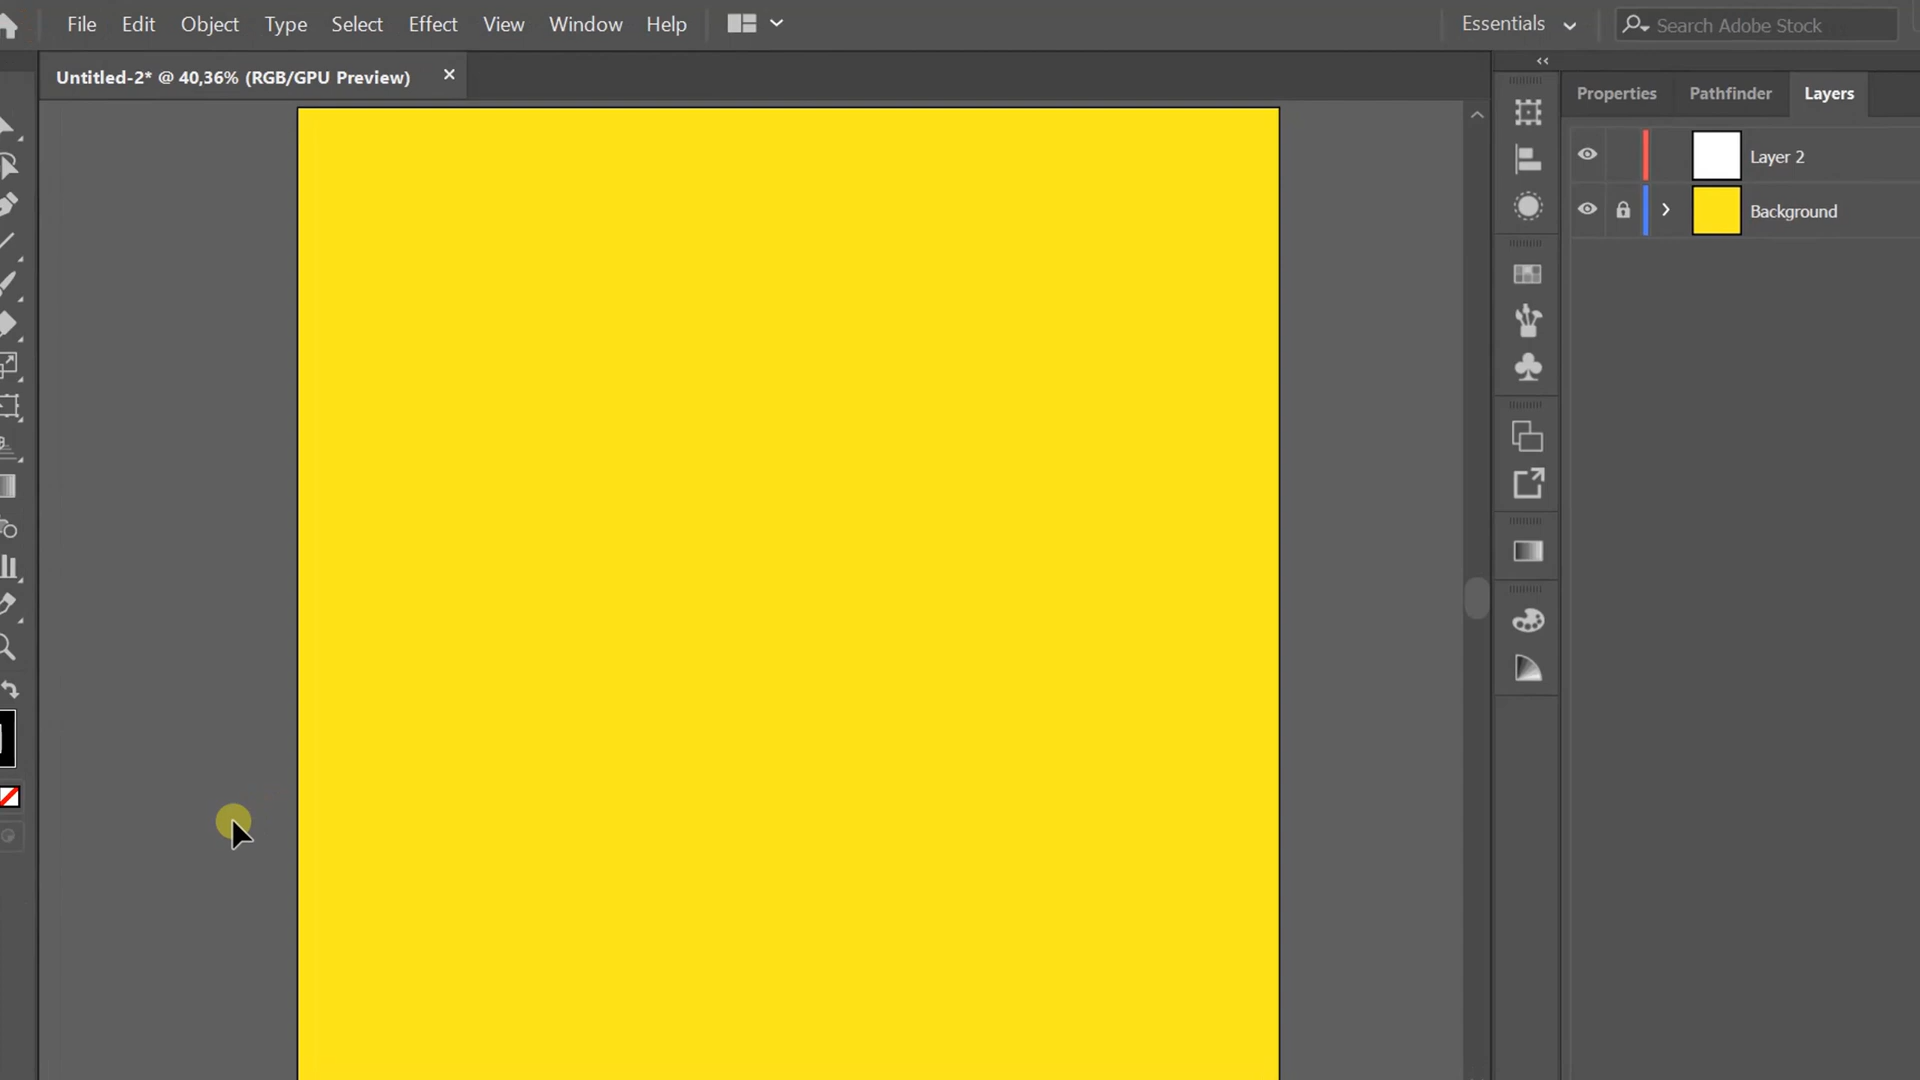 File Edit Object Type Select Effect View Window Help
Essentials
Search Adobe Stock
Untitled-2* @ 40,36% (RGB/GPU Preview)
Properties Pathfinder Layers
Layer 2
Background